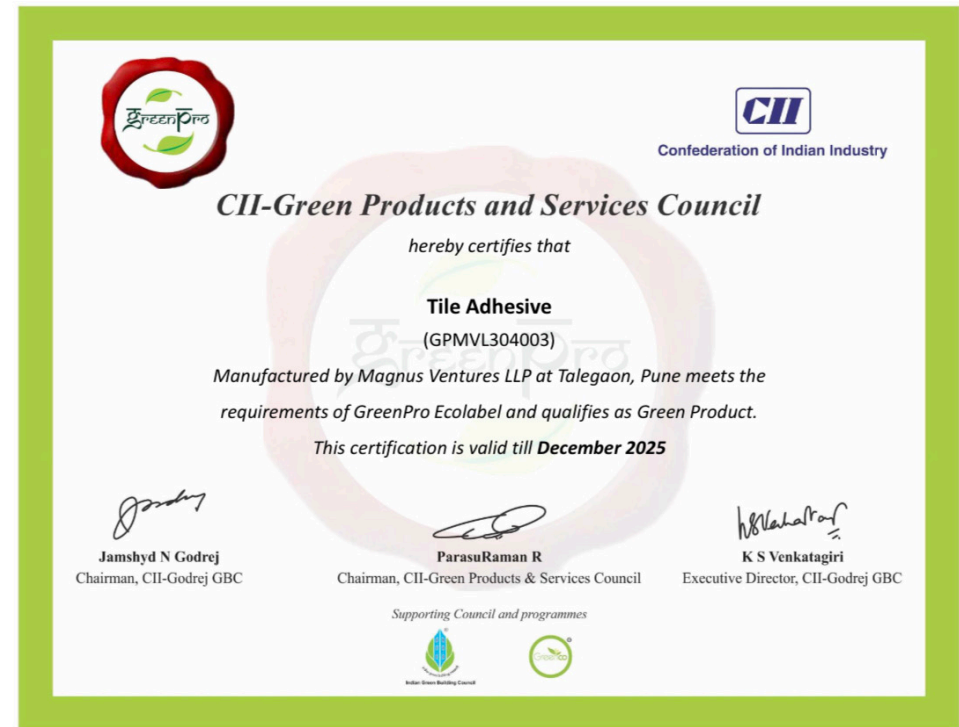 GreenPro
CII
Confederation of Indian Industry
CII-Green Products and Services Council
hereby certifies that
Tile Adhesive
(GPMVL304003)
GreenPro
Manufactured by Magnus Ventures LLP at Talegaon, Pune meets the
requirements of GreenPro Ecolabel and qualifies as Green Product.
This certification is valid till December 2025
Jamshyd N Godrej
Chairman, CII-Godrej GBC
ParasuRaman R
Chairman, CII-Green Products & Services Council
K S Venkatagiri
Executive Director, CII-Godrej GBC
Supporting Council and programmes
Indian Green Building Council
Greenco